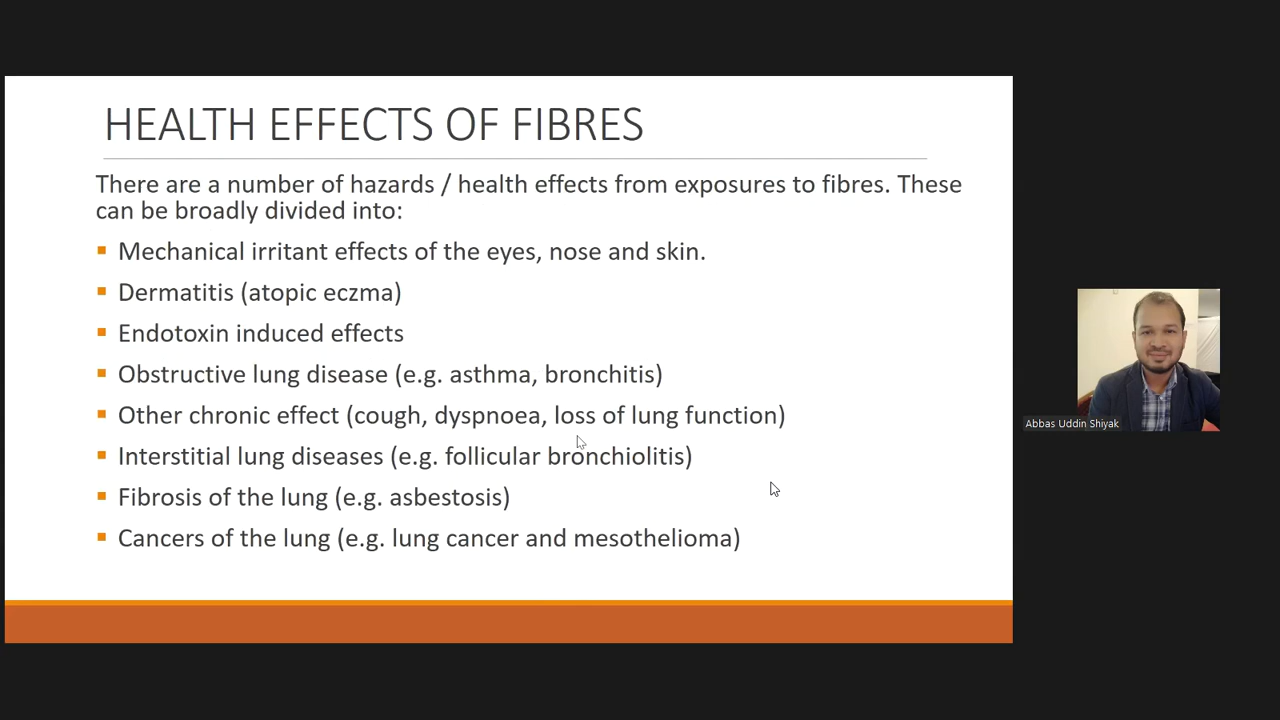 HEALTH EFFECTS OF FIBRES
There are a number of hazards / health effects from exposures to fibres. These
can be broadly divided into:
Mechanical irritant effects of the eyes, nose and skin.
Dermatitis (atopic eczma)
Endotoxin induced effects
Obstructive lung disease (e.g. asthma, bronchitis)
Other chronic effect (cough, dyspnoea, loss of lung function)
Interstitial lung diseases (e.g. follicular bronchiolitis)
Fibrosis of the lung (e.g. asbestosis)
Cancers of the lung (e.g. lung cancer and mesothelioma)
Abbas Uddin Shiyak